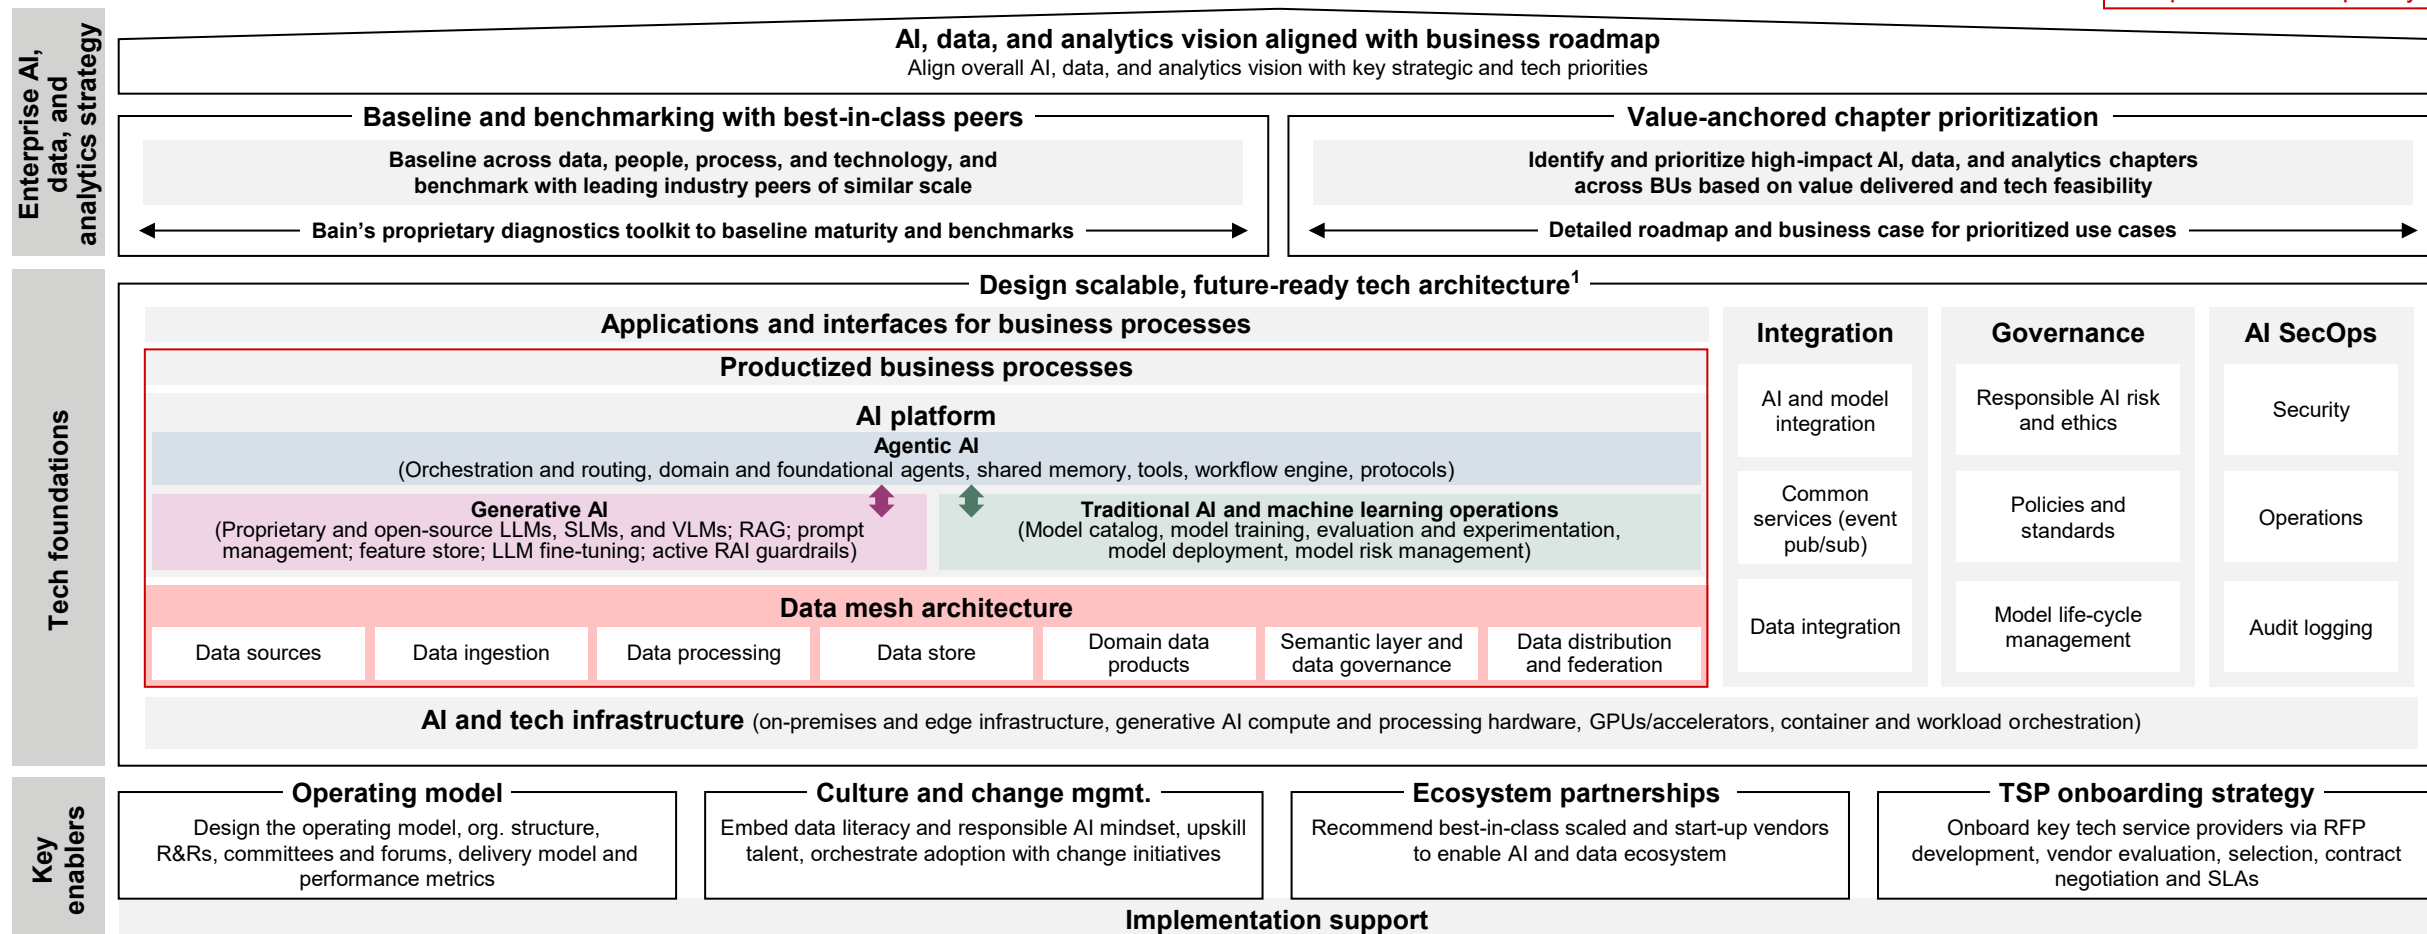 Enterprise AI,
data, and
analytics strategy
AI, data, and analytics vision aligned with business roadmap
Align overall AI, data, and analytics vision with key strategic and tech priorities
Baseline and benchmarking with best-in-class peers
Baseline across data, people, process, and technology, and
benchmark with leading industry peers of similar scale
Bain’s proprietary diagnostics toolkit to baseline maturity and benchmarks
Value-anchored chapter prioritization
Identify and prioritize high-impact AI, data, and analytics chapters
across BUs based on value delivered and tech feasibility
Detailed roadmap and business case for prioritized use cases
Tech foundations
Design scalable, future-ready tech architecture¹
Applications and interfaces for business processes
Productized business processes
AI platform
Agentic AI
(Orchestration and routing, domain and foundational agents, shared memory, tools, workflow engine, protocols)
Generative AI
(Proprietary and open-source LLMs, SLMs, and VLMs; RAG; prompt
management; feature store; LLM fine-tuning; active RAI guardrails)
Traditional AI and machine learning operations
(Model catalog, model training, evaluation and experimentation,
model deployment, model risk management)
Data mesh architecture
Data sources
Data ingestion
Data processing
Data store
Domain data
products
Semantic layer and
data governance
Data distribution
and federation
Integration
AI and model
integration
Common
services (event
pub/sub)
Data integration
Governance
Responsible AI risk
and ethics
Policies and
standards
Model life-cycle
management
AI SecOps
Security
Operations
Audit logging
AI and tech infrastructure (on-premises and edge infrastructure, generative AI compute and processing hardware, GPUs/accelerators, container and workload orchestration)
Key
enablers
Operating model
Design the operating model, org. structure,
R&Rs, committees and forums, delivery model and
performance metrics
Culture and change mgmt.
Embed data literacy and responsible AI mindset, upskill
talent, orchestrate adoption with change initiatives
Ecosystem partnerships
Recommend best-in-class scaled and start-up vendors
to enable AI and data ecosystem
TSP onboarding strategy
Onboard key tech service providers via RFP
development, vendor evaluation, selection, contract
negotiation and SLAs
Implementation support